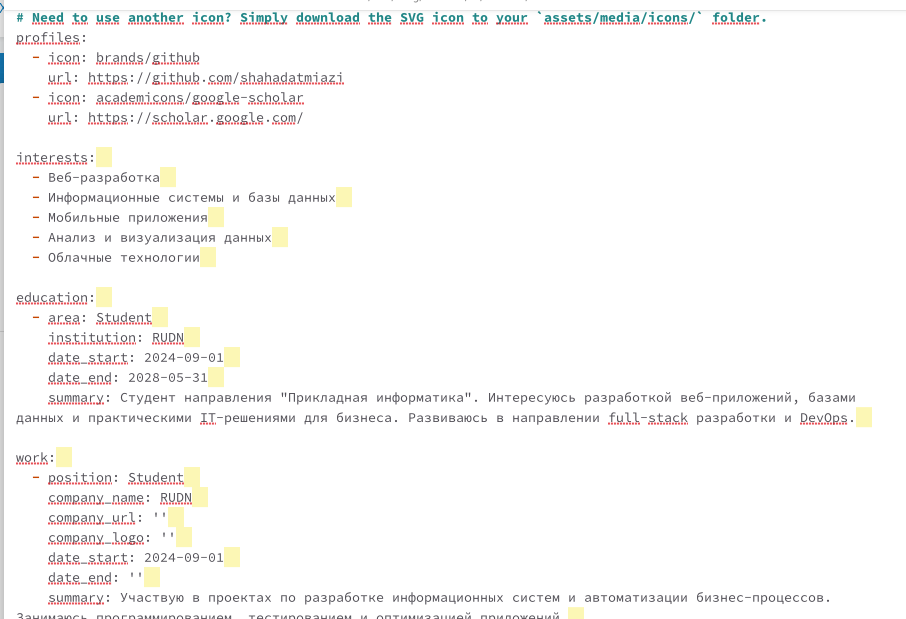 # Need to use another icon? Simply download the SVG icon to your `assets/media/icons/` folder.
profiles:
  - icon: brands/github
    url: https://github.com/shahadatmiazi
  - icon: academicons/google-scholar
    url: https://scholar.google.com/

interests:
  - Веб-разработка
  - Информационные системы и базы данных
  - Мобильные приложения
  - Анализ и визуализация данных
  - Облачные технологии

education:
  - area: Student
    institution: RUDN
    date_start: 2024-09-01
    date_end: 2028-05-31
    summary: Студент направления "Прикладная информатика". Интересуюсь разработкой веб-приложений, базами
данных и практическими IT-решениями для бизнеса. Развиваюсь в направлении full-stack разработки и DevOps.

work:
  - position: Student
    company_name: RUDN
    company_url: ''
    company_logo: ''
    date_start: 2024-09-01
    date_end: ''
    summary: Участвую в проектах по разработке информационных систем и автоматизации бизнес-процессов.
Занимаюсь программированием, тестированием и оптимизацией приложений.